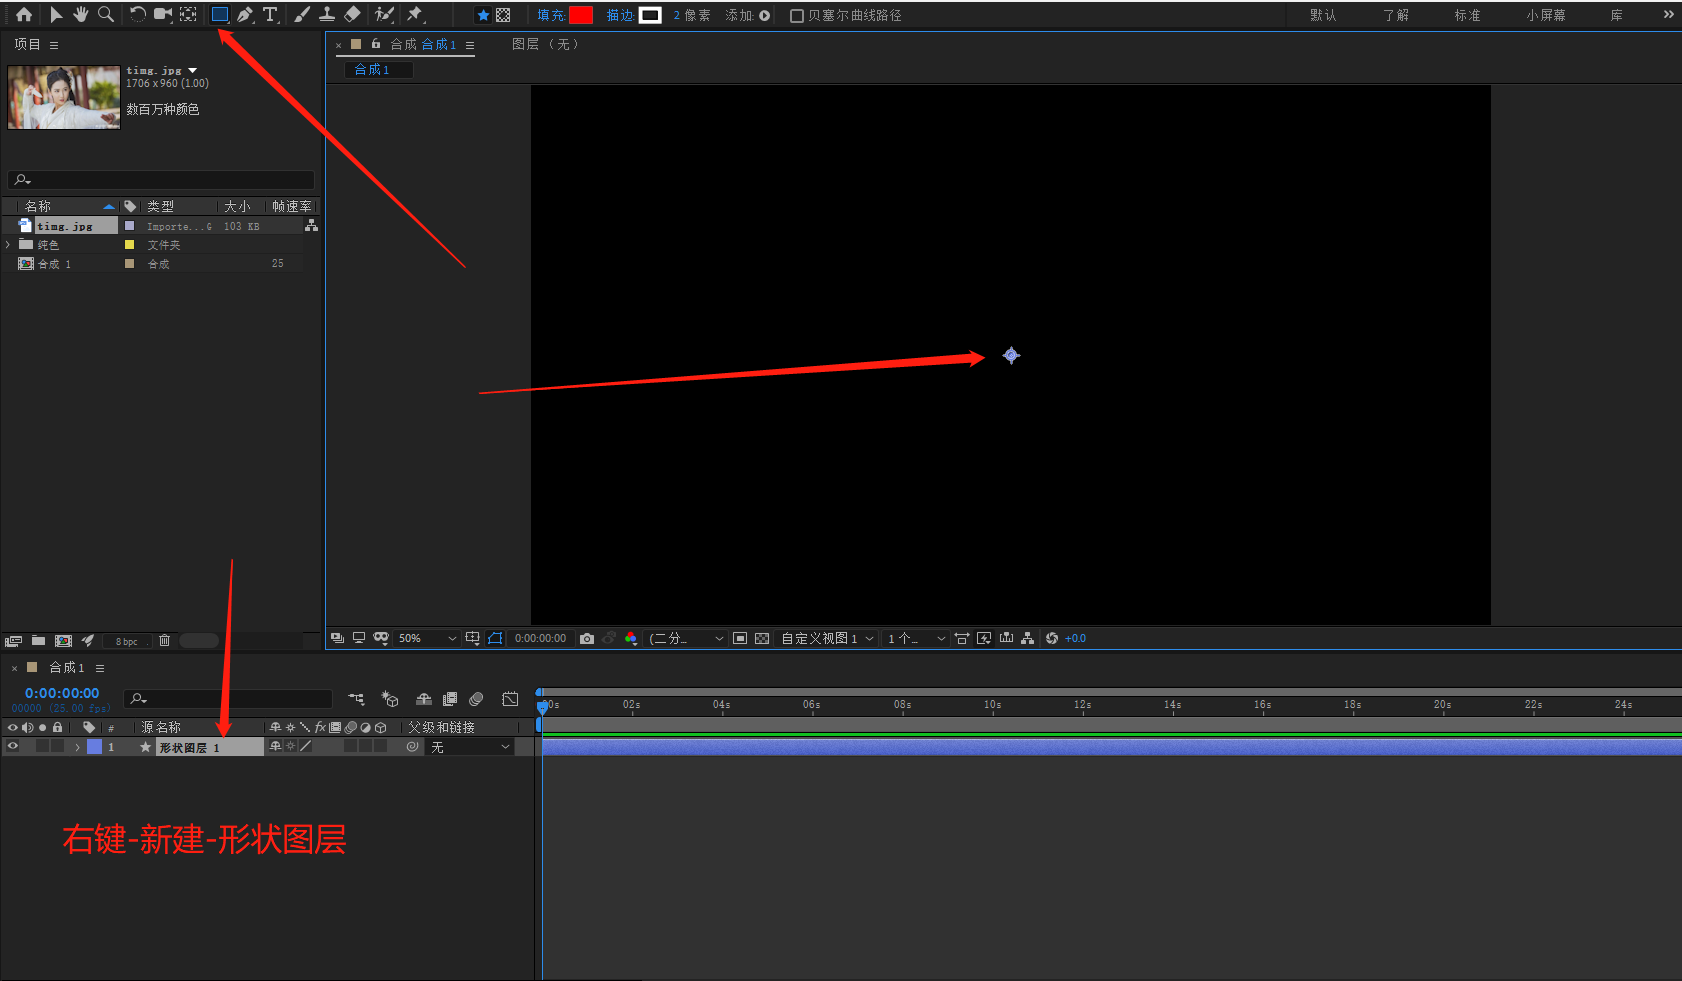 填充: 描边: 2 像素 添加: 贝塞尔曲线路径 默认 了解 标准 小屏幕 库 »
项目 ≡
timg.jpg
1706 x 960 (1.00)
数百万种颜色
名称 类型 大小 帧速率
timg.jpg Importe...G 103 KB
纯色 文件夹
合成 1 合成 25
8 bpc
× 合成 合成 1 ≡ 图层 (无)
合成 1
50% 0:00:00:00 (二分... 自定义视图 1 1 个... +0.0
× 合成 1 ≡
0:00:00:00
00000 (25.00 fps)
00s 02s 04s 06s 08s 10s 12s 14s 16s 18s 20s 22s 24s
# 源名称 fx 父级和链接
1 形状图层 1 无
右键-新建-形状图层